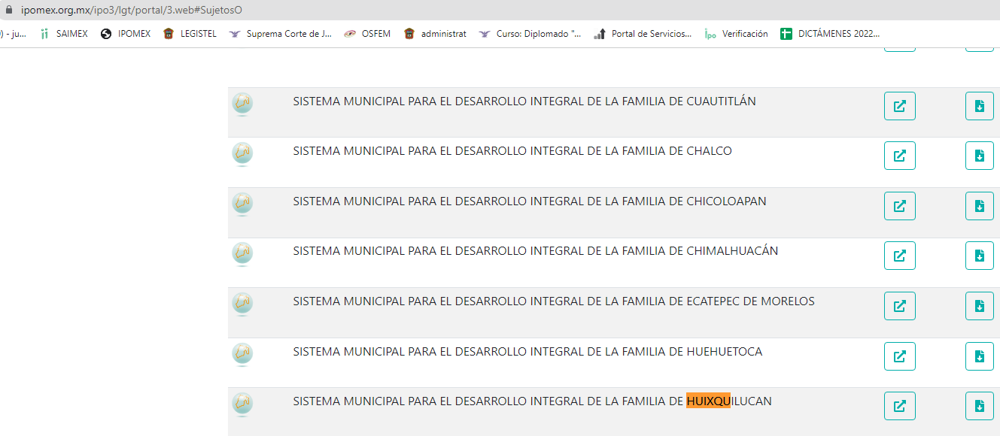 ipomex.org.mx/ipo3/lgt/portal/3.web#SujetosO
) - ju... SAIMEX IPOMEX LEGISTEL Suprema Corte de J... OSFEM administrat Curso: Diplomado "... Portal de Servicios... ipo Verificación DICTÁMENES 2022...
SISTEMA MUNICIPAL PARA EL DESARROLLO INTEGRAL DE LA FAMILIA DE CUAUTITLÁN
SISTEMA MUNICIPAL PARA EL DESARROLLO INTEGRAL DE LA FAMILIA DE CHALCO
SISTEMA MUNICIPAL PARA EL DESARROLLO INTEGRAL DE LA FAMILIA DE CHICOLOAPAN
SISTEMA MUNICIPAL PARA EL DESARROLLO INTEGRAL DE LA FAMILIA DE CHIMALHUACÁN
SISTEMA MUNICIPAL PARA EL DESARROLLO INTEGRAL DE LA FAMILIA DE ECATEPEC DE MORELOS
SISTEMA MUNICIPAL PARA EL DESARROLLO INTEGRAL DE LA FAMILIA DE HUEHUETOCA
SISTEMA MUNICIPAL PARA EL DESARROLLO INTEGRAL DE LA FAMILIA DE HUIXQUILUCAN